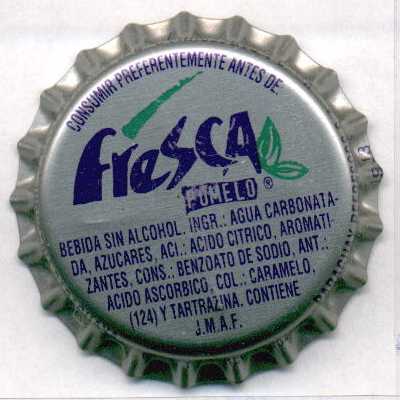 CONSUMIR PREFERENTEMENTE ANTES DE:
fresca
POMELO ®
BEBIDA SIN ALCOHOL. INGR.: AGUA CARBONATA-
DA, AZUCARES, ACI.: ACIDO CITRICO, AROMATI-
ZANTES, CONS.: BENZOATO DE SODIO, ANT.:
ACIDO ASCORBICO, COL.: CARAMELO,
(124) Y TARTRAZINA. CONTIENE
J.M.A.F.